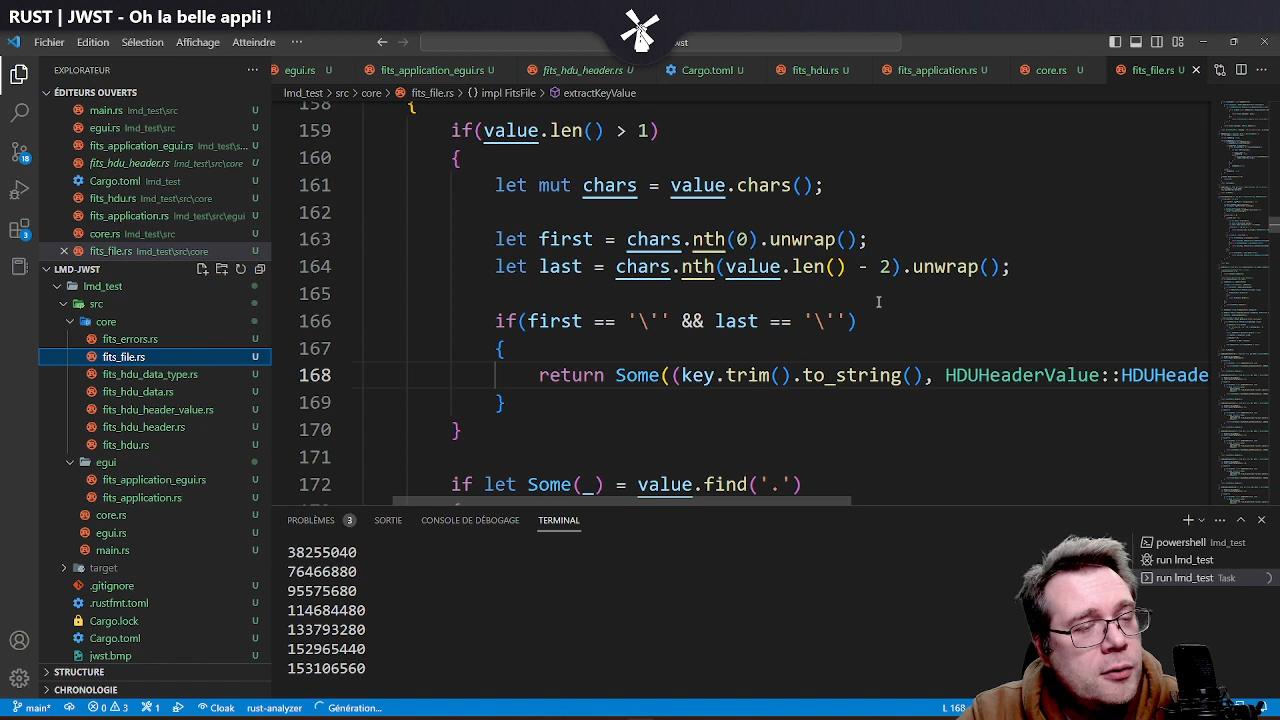 RUST | JWST - Oh la belle appli !
Fichier Edition Sélection Affichage Atteindre ··· wst
EXPLORATEUR ···
ÉDITEURS OUVERTS
main.rs lmd_test\src U
egui.rs lmd_test\src U
fits_application_egui.rs lmd_test\s... U
fits_hdu_header.rs lmd_test\src\core U
Cargo.toml lmd_test U
fits_hdu.rs lmd_test\src\core U
fits_application.rs lmd_test\src\egui U
core.rs lmd_test\src U
fits_file.rs lmd_test\src\core U
LMD-JWST
lmd_test
src
core
fits_errors.rs U
fits_file.rs U
fits_hdu_data_type.rs U
fits_hdu_data.rs U
fits_hdu_header_value.rs U
fits_hdu_header.rs U
fits_hdu.rs U
egui
fits_application_egui.rs U
fits_application.rs U
core.rs U
egui.rs U
main.rs U
target
.gitignore U
.rustfmt.toml U
Cargo.lock U
Cargo.toml U
jwst.bmp U
STRUCTURE
CHRONOLOGIE
18
3
egui.rs U fits_application_egui.rs U fits_hdu_header.rs U Cargo.toml U fits_hdu.rs U fits_application.rs U core.rs U fits_file.rs U
lmd_test > src > core > fits_file.rs > {} impl FitsFile > extractKeyValue
158 {
159 if(value.len() > 1)
160 {
161 let mut chars = value.chars();
162
163 let first = chars.nth(0).unwrap();
164 let last = chars.nth(value.len() - 2).unwrap();
165
166 if(first == '\'' && last == '\'')
167 {
168 return Some((key.trim().to_string(), HDUHeaderValue::HDUHeade
169 }
170 }
171
172 if let Some(_) = value.find('.')
PROBLÈMES 3 SORTIE CONSOLE DE DÉBOGAGE TERMINAL
38255040
76466880
95575680
114684480
133793280
152965440
153106560
powershell lmd_test
run lmd_test
run lmd_test Task
main* 0 3 1 Cloak rust-analyzer Génération... L 168